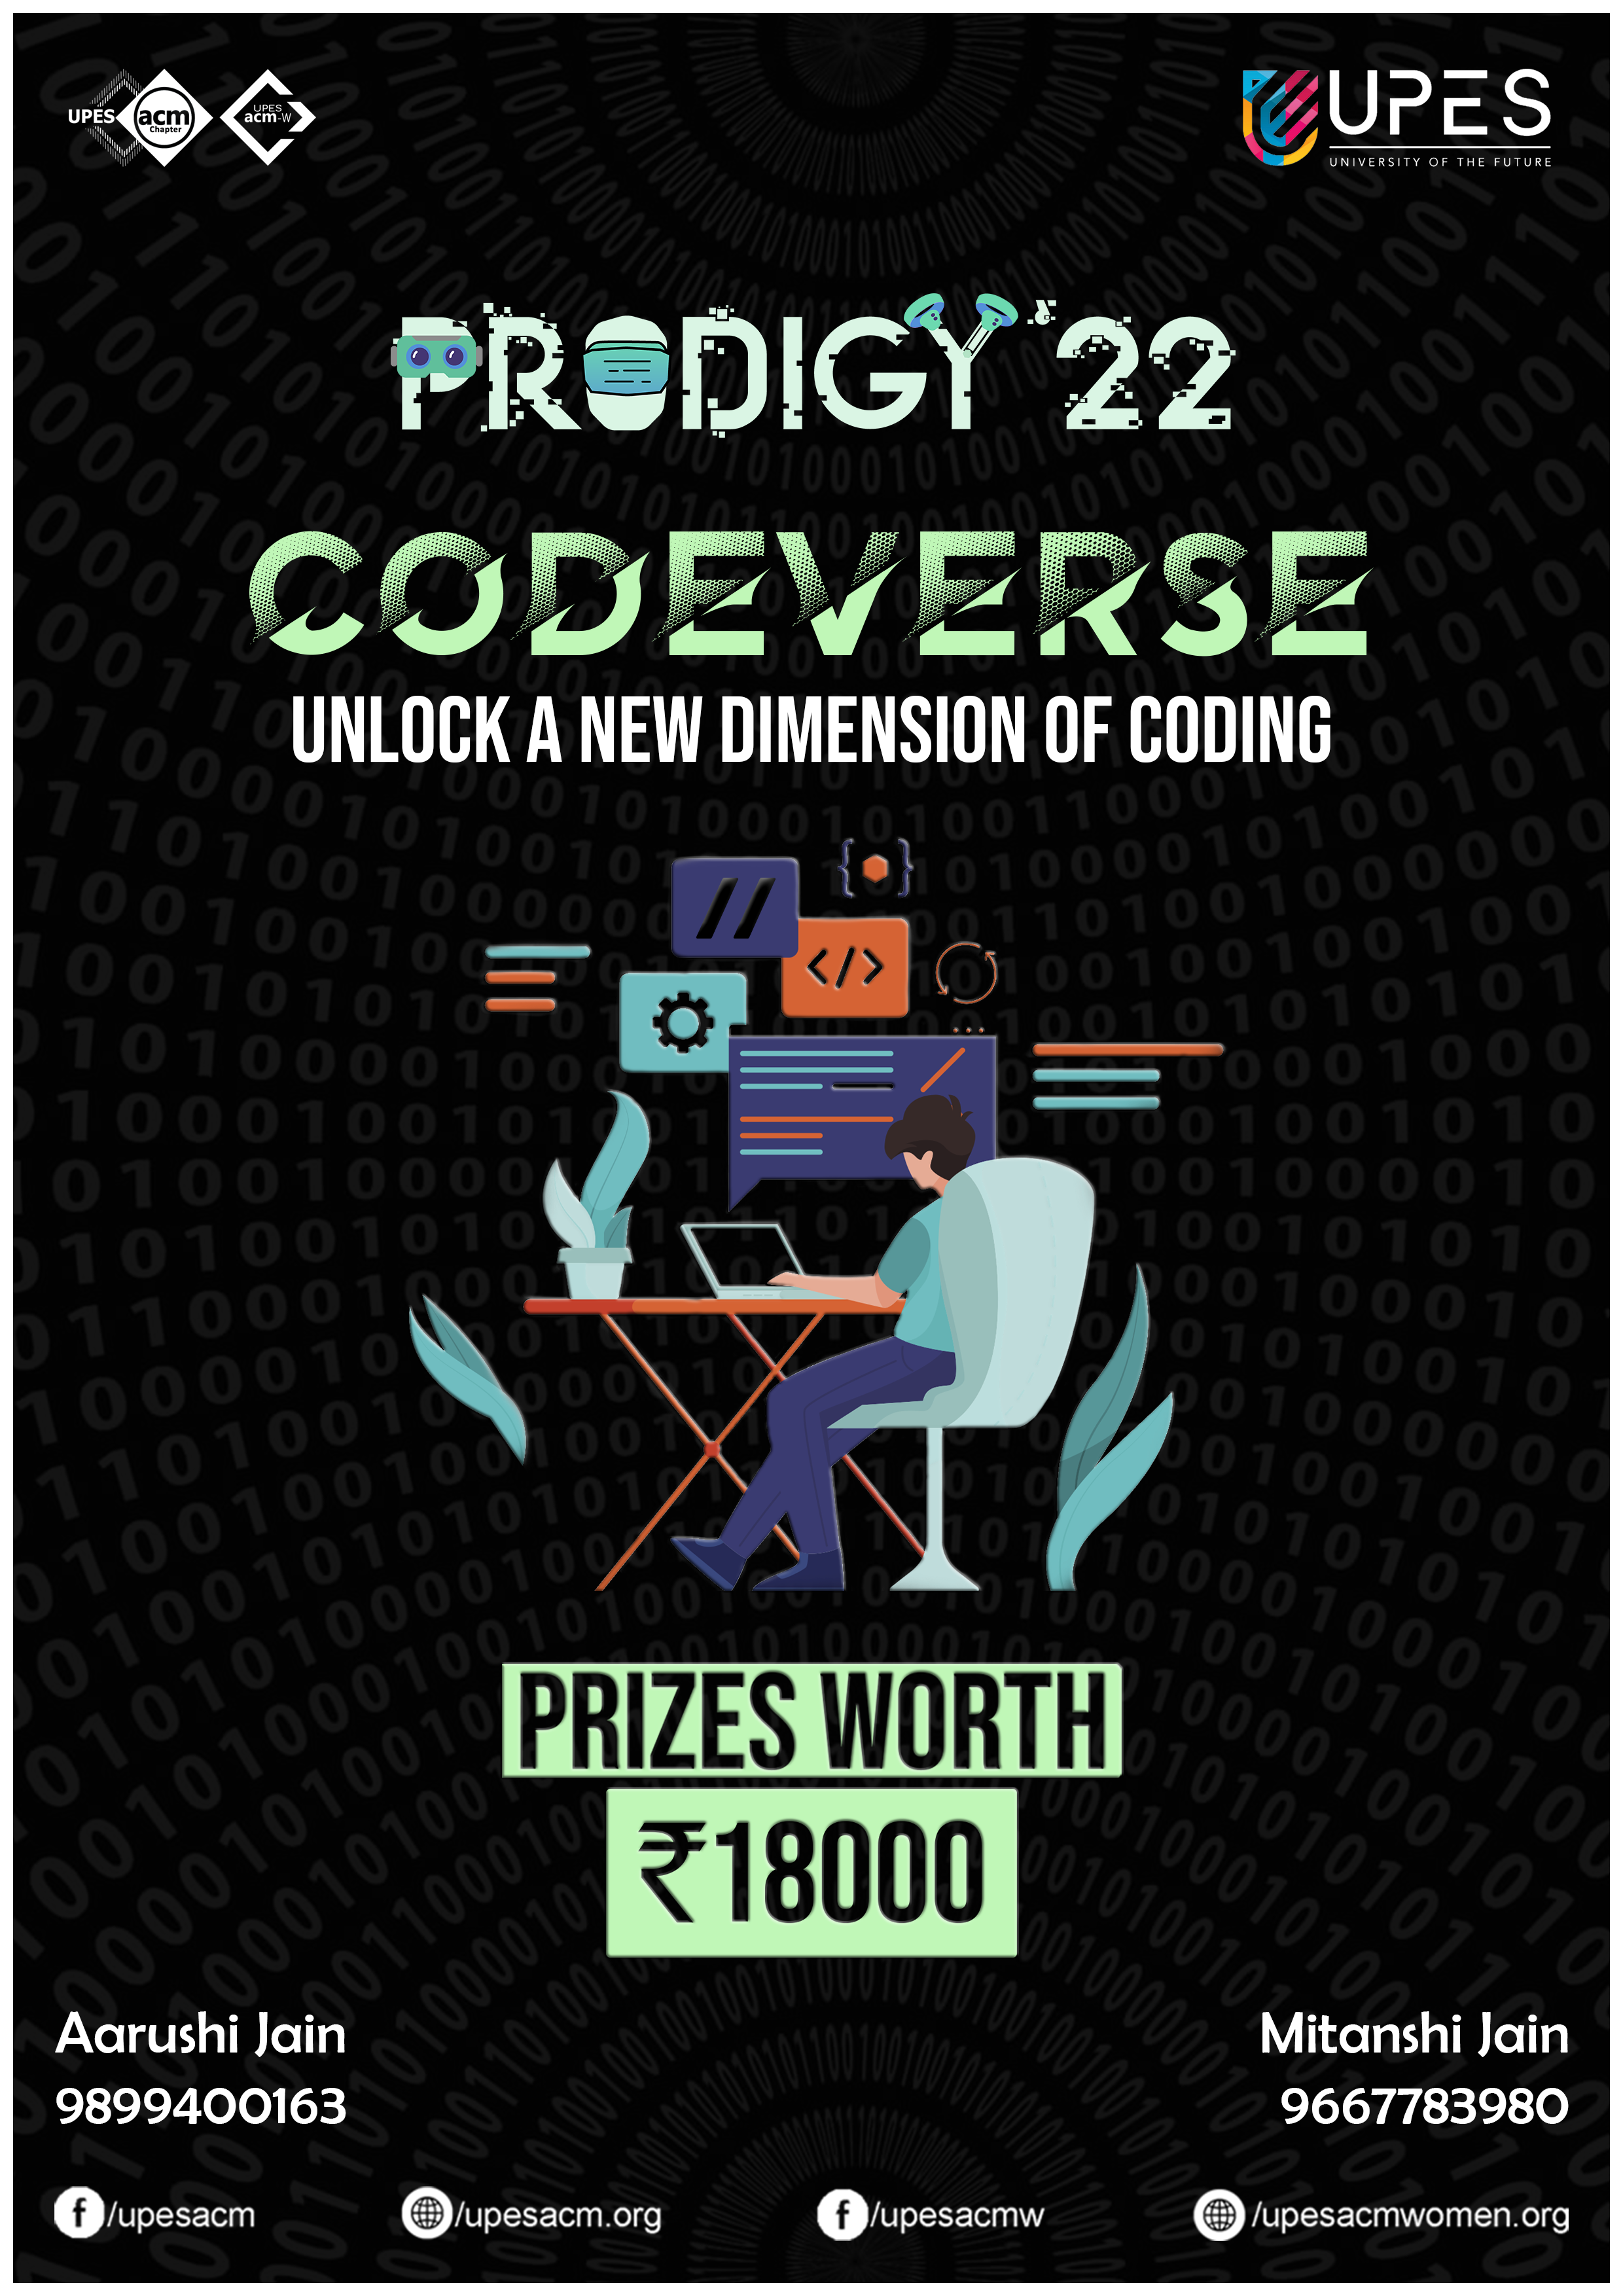 UPES acm Chapter
UPES acm-W
UPES
UNIVERSITY OF THE FUTURE
PRODIGY '22
CODEVERSE
UNLOCK A NEW DIMENSION OF CODING
//
{ }
</>
PRIZES WORTH
₹18000
Aarushi Jain
9899400163
Mitanshi Jain
9667783980
/upesacm
/upesacm.org
/upesacmw
/upesacmwomen.org